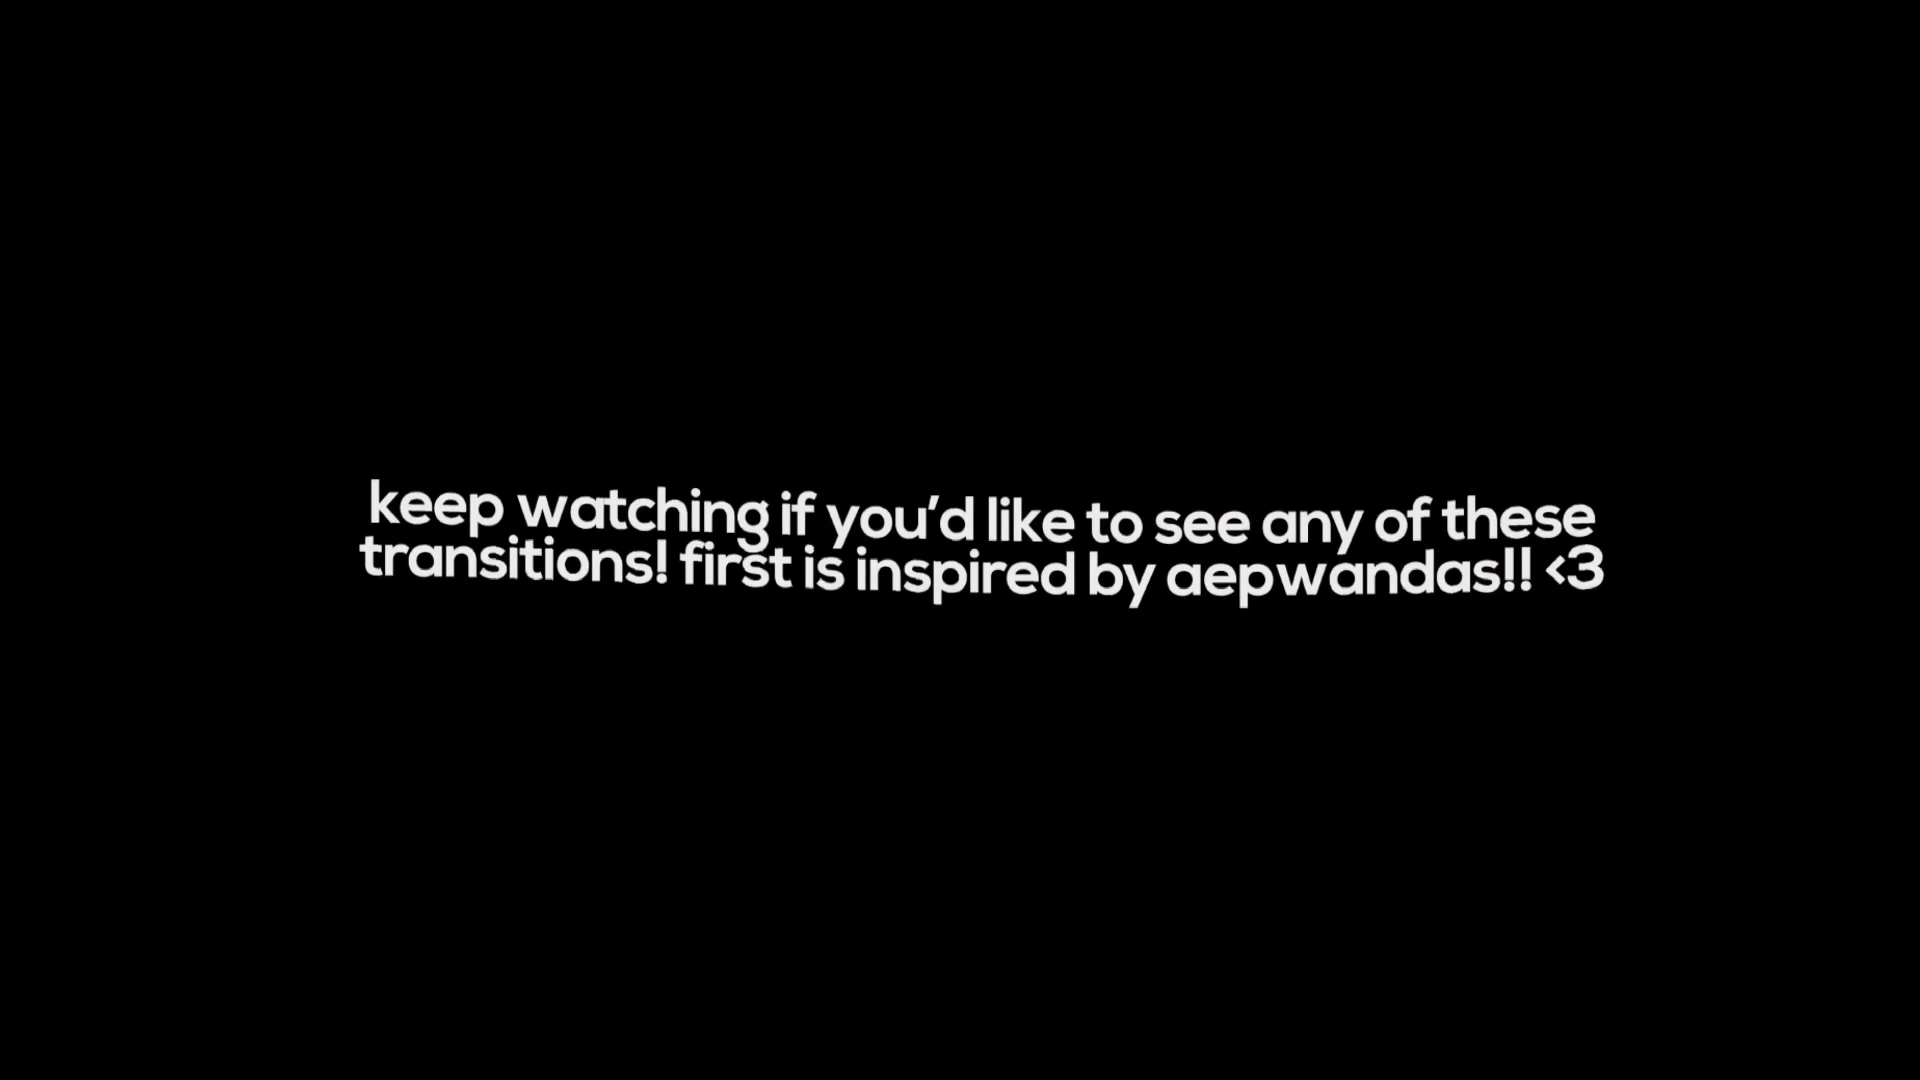 keep watching if you’d like to see any of these
transitions! first is inspired by aepwandas!! <3